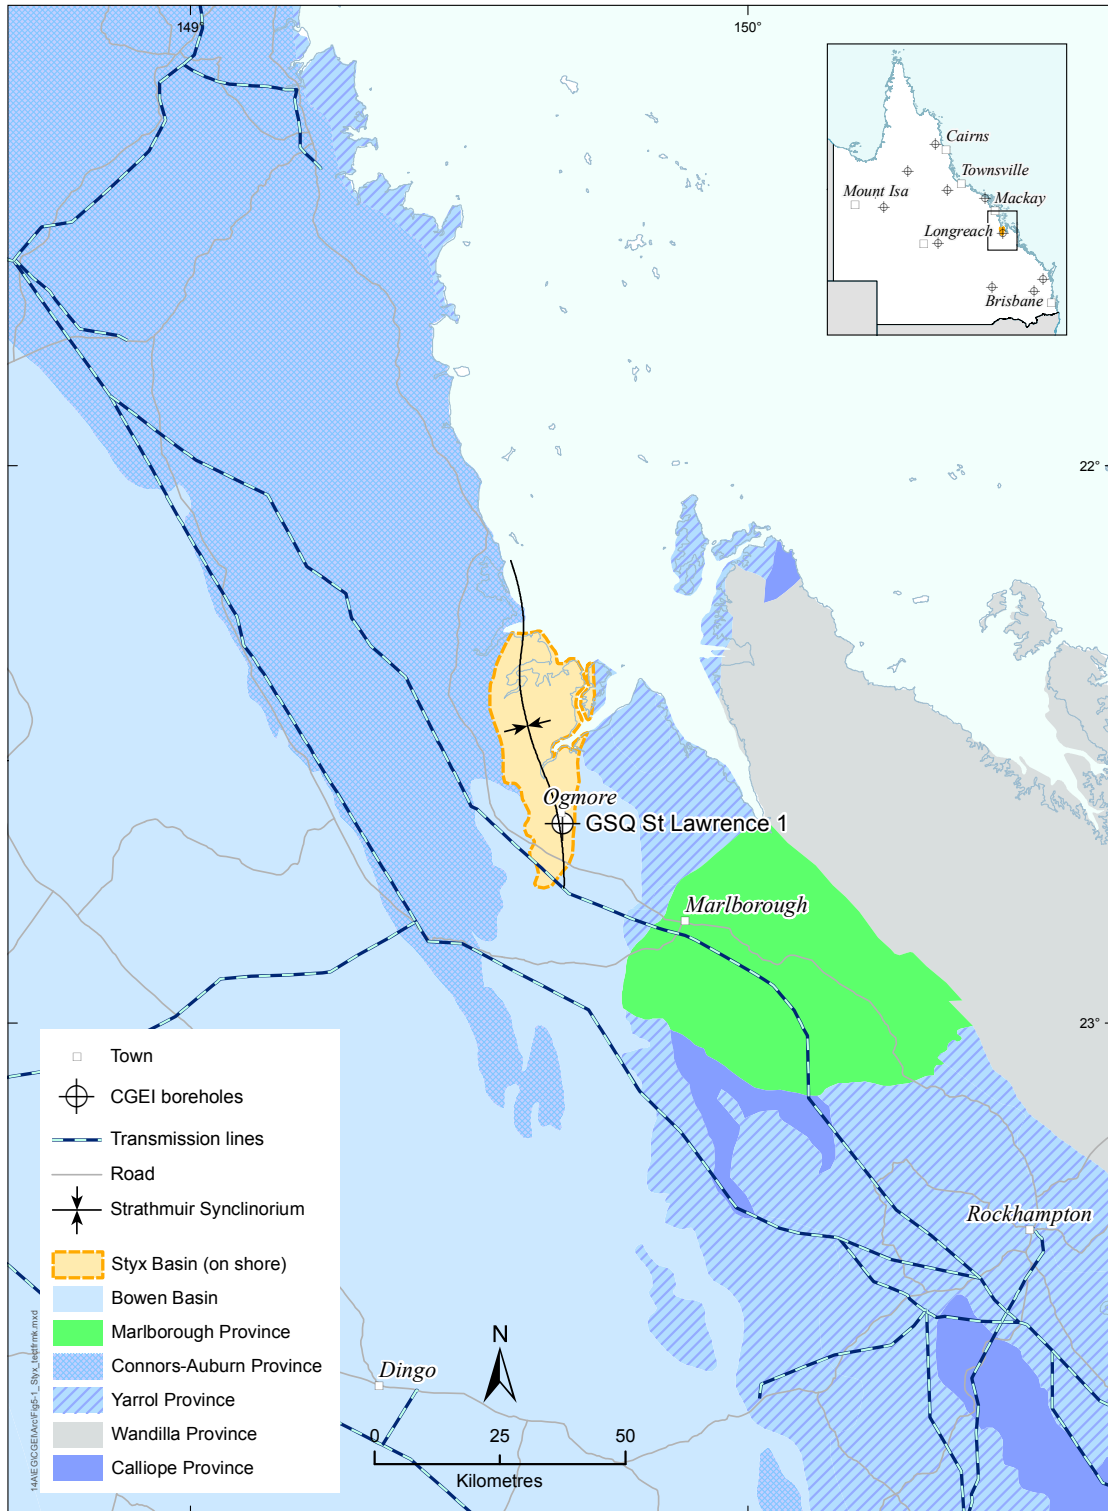 149°
150°
Cairns
Townsville
Mount Isa
Mackay
Longreach
Brisbane
22°
Ogmore
GSQ St Lawrence 1
Marlborough
23°
Town
CGEI boreholes
Transmission lines
Road
Strathmuir Synclinorium
Styx Basin (on shore)
Bowen Basin
Marlborough Province
Connors-Auburn Province
Yarrol Province
Wandilla Province
Calliope Province
Rockhampton
Dingo
N
0 25 50
Kilometres